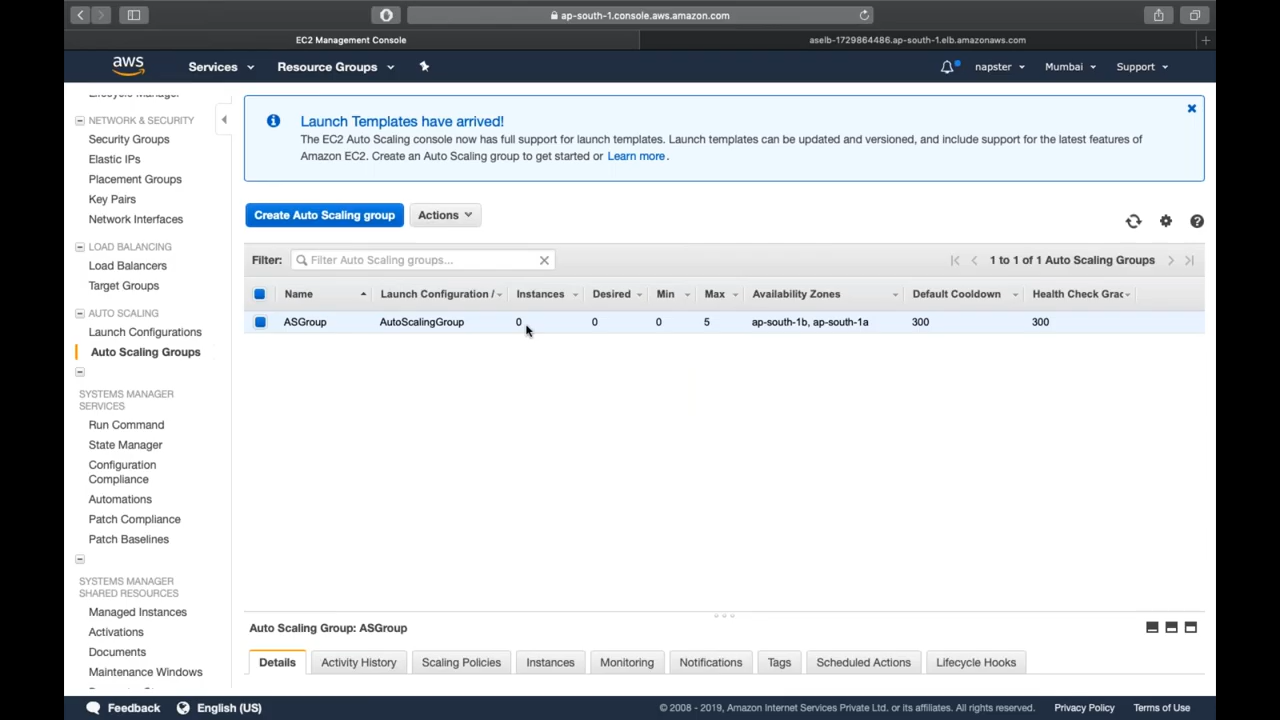 ap-south-1.console.aws.amazon.com
EC2 Management Console
aselb-1729864486.ap-south-1.elb.amazonaws.com
aws
Services
Resource Groups
napster
Mumbai
Support
Lifecycle Manager
NETWORK & SECURITY
Security Groups
Elastic IPs
Placement Groups
Key Pairs
Network Interfaces
LOAD BALANCING
Load Balancers
Target Groups
AUTO SCALING
Launch Configurations
Auto Scaling Groups
SYSTEMS MANAGER
SERVICES
Run Command
State Manager
Configuration
Compliance
Automations
Patch Compliance
Patch Baselines
SYSTEMS MANAGER
SHARED RESOURCES
Managed Instances
Activations
Documents
Maintenance Windows
Launch Templates have arrived!
The EC2 Auto Scaling console now has full support for launch templates. Launch templates can be updated and versioned, and include support for the latest features of
Amazon EC2. Create an Auto Scaling group to get started or Learn more.
Create Auto Scaling group
Actions
Filter: Filter Auto Scaling groups...
1 to 1 of 1 Auto Scaling Groups
Name Launch Configuration / Instances Desired Min Max Availability Zones Default Cooldown Health Check Grac
ASGroup AutoScalingGroup 0 0 0 5 ap-south-1b, ap-south-1a 300 300
Auto Scaling Group: ASGroup
Details Activity History Scaling Policies Instances Monitoring Notifications Tags Scheduled Actions Lifecycle Hooks
Feedback English (US) © 2008 - 2019, Amazon Internet Services Private Ltd. or its affiliates. All rights reserved. Privacy Policy Terms of Use